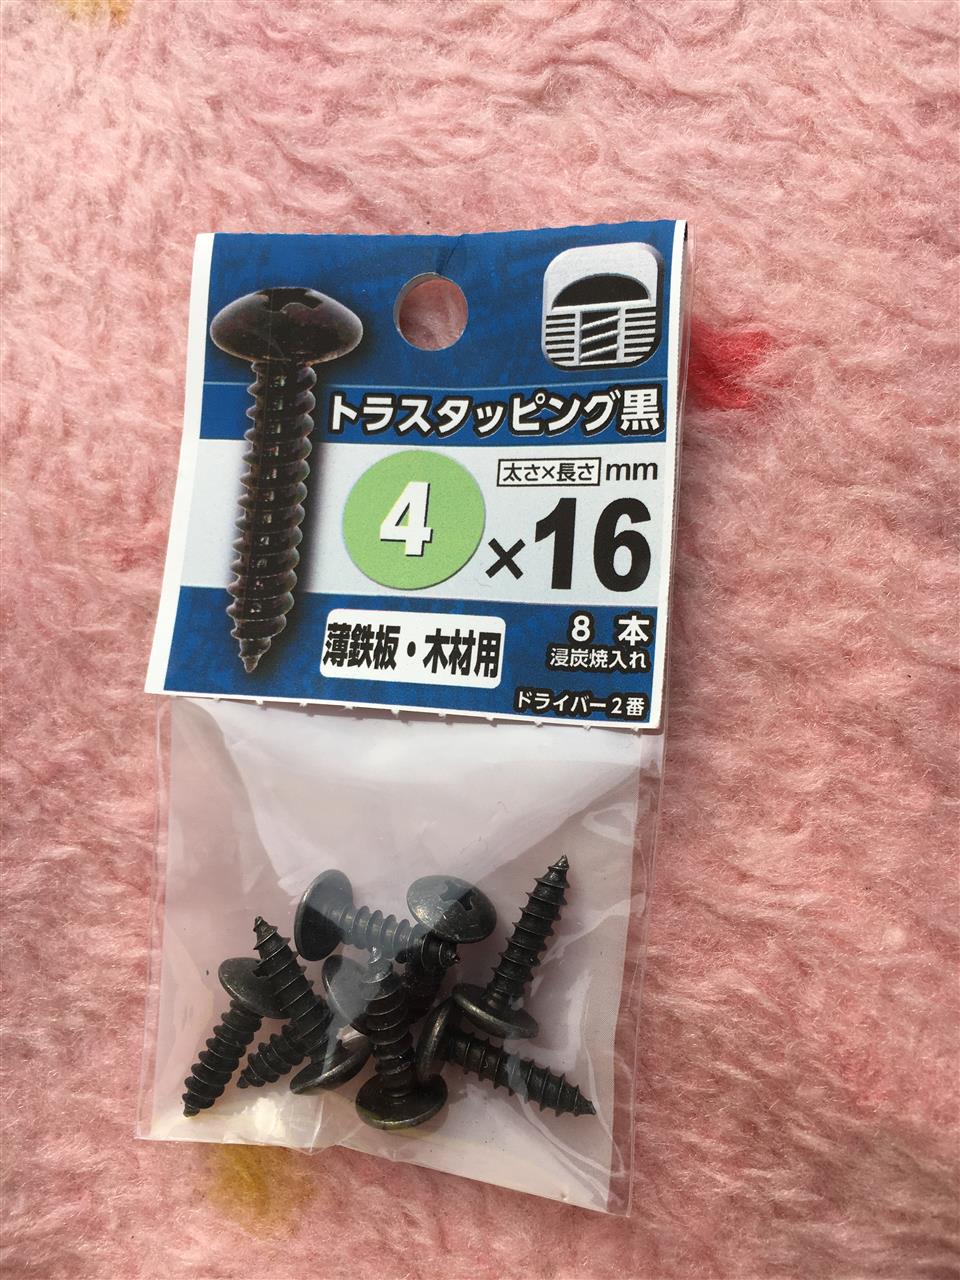 トラスタッピング黒
太さ×長さ mm
4×16
8本
薄鉄板・木材用
浸炭焼入れ
ドライバー2番